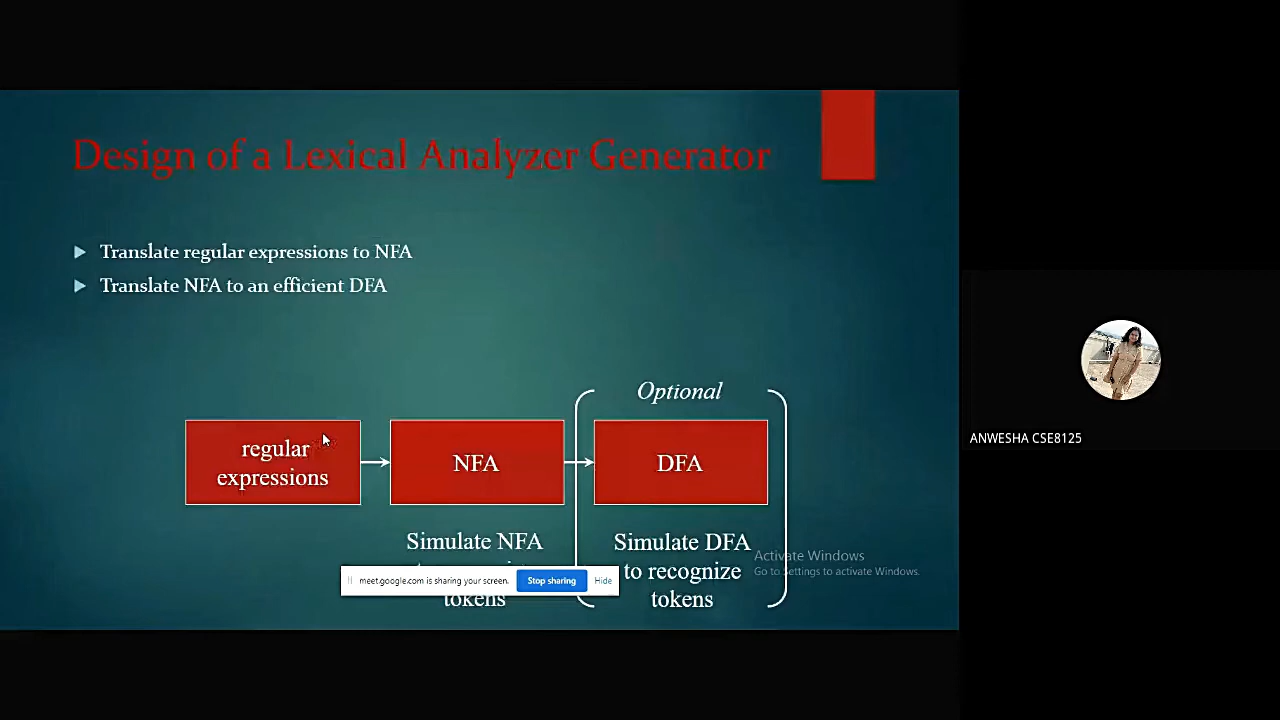 Design of a Lexical Analyzer Generator
Translate regular expressions to NFA
Translate NFA to an efficient DFA
Optional
regular
expressions
NFA
DFA
Simulate NFA
tokens
Simulate DFA
to recognize
tokens
Activate Windows
Go to Settings to activate Windows.
meet.google.com is sharing your screen.
Stop sharing
Hide
ANWESHA CSE8125